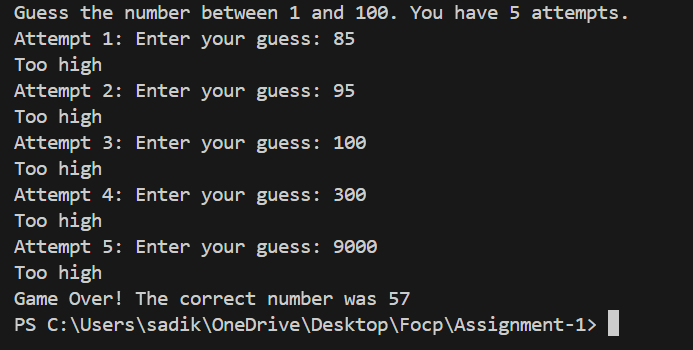 Guess the number between 1 and 100. You have 5 attempts.
Attempt 1: Enter your guess: 85
Too high
Attempt 2: Enter your guess: 95
Too high
Attempt 3: Enter your guess: 100
Too high
Attempt 4: Enter your guess: 300
Too high
Attempt 5: Enter your guess: 9000
Too high
Game Over! The correct number was 57
PS C:\Users\sadik\OneDrive\Desktop\Focp\Assignment-1>